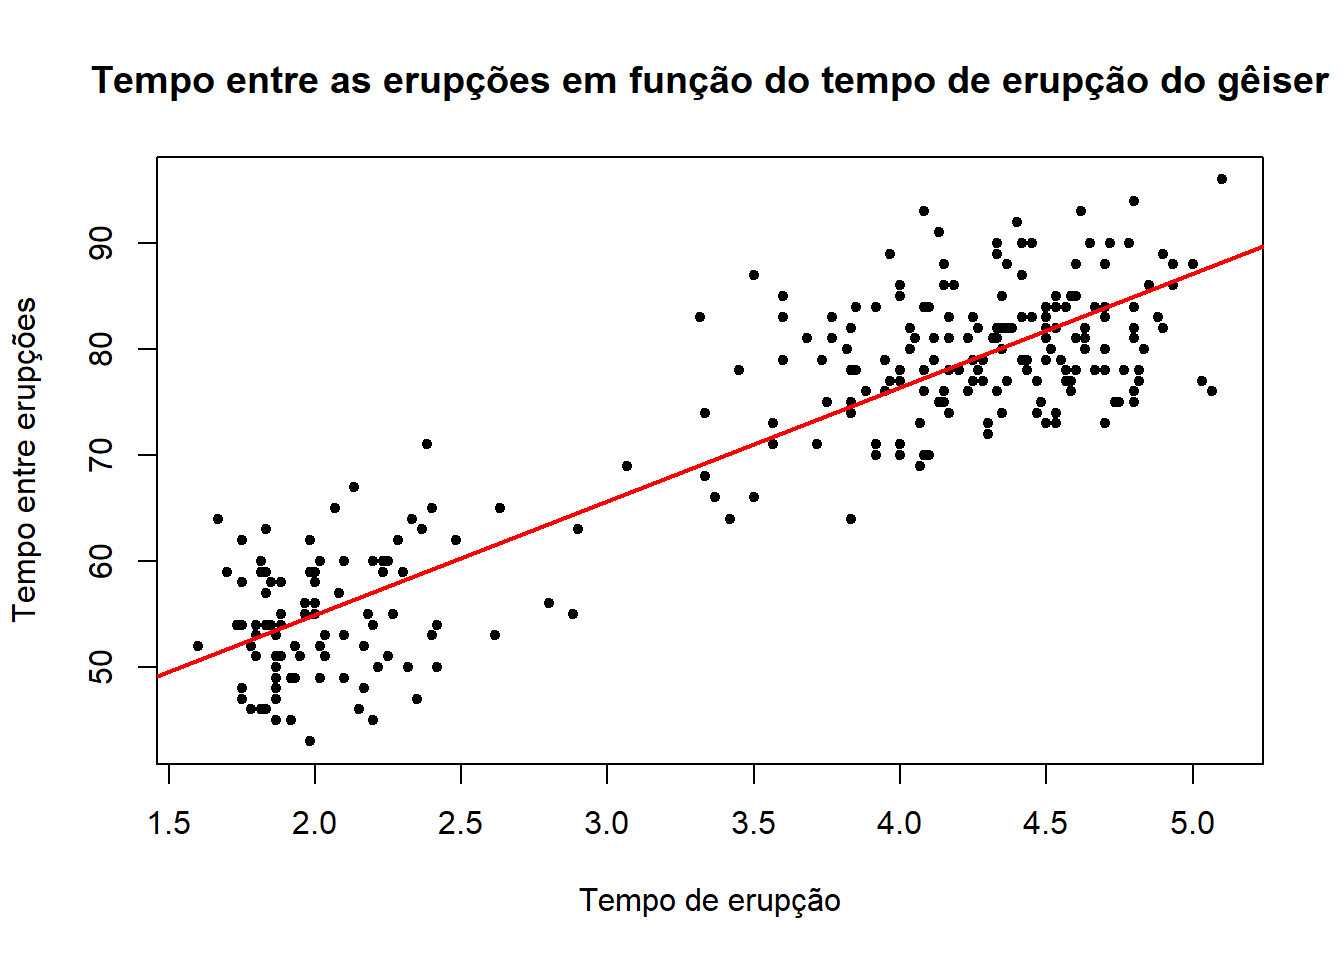 Tempo entre as erupções em função do tempo de erupção do gêiser
Tempo entre erupções
90
80
70
60
50
1.5 2.0 2.5 3.0 3.5 4.0 4.5 5.0
Tempo de erupção